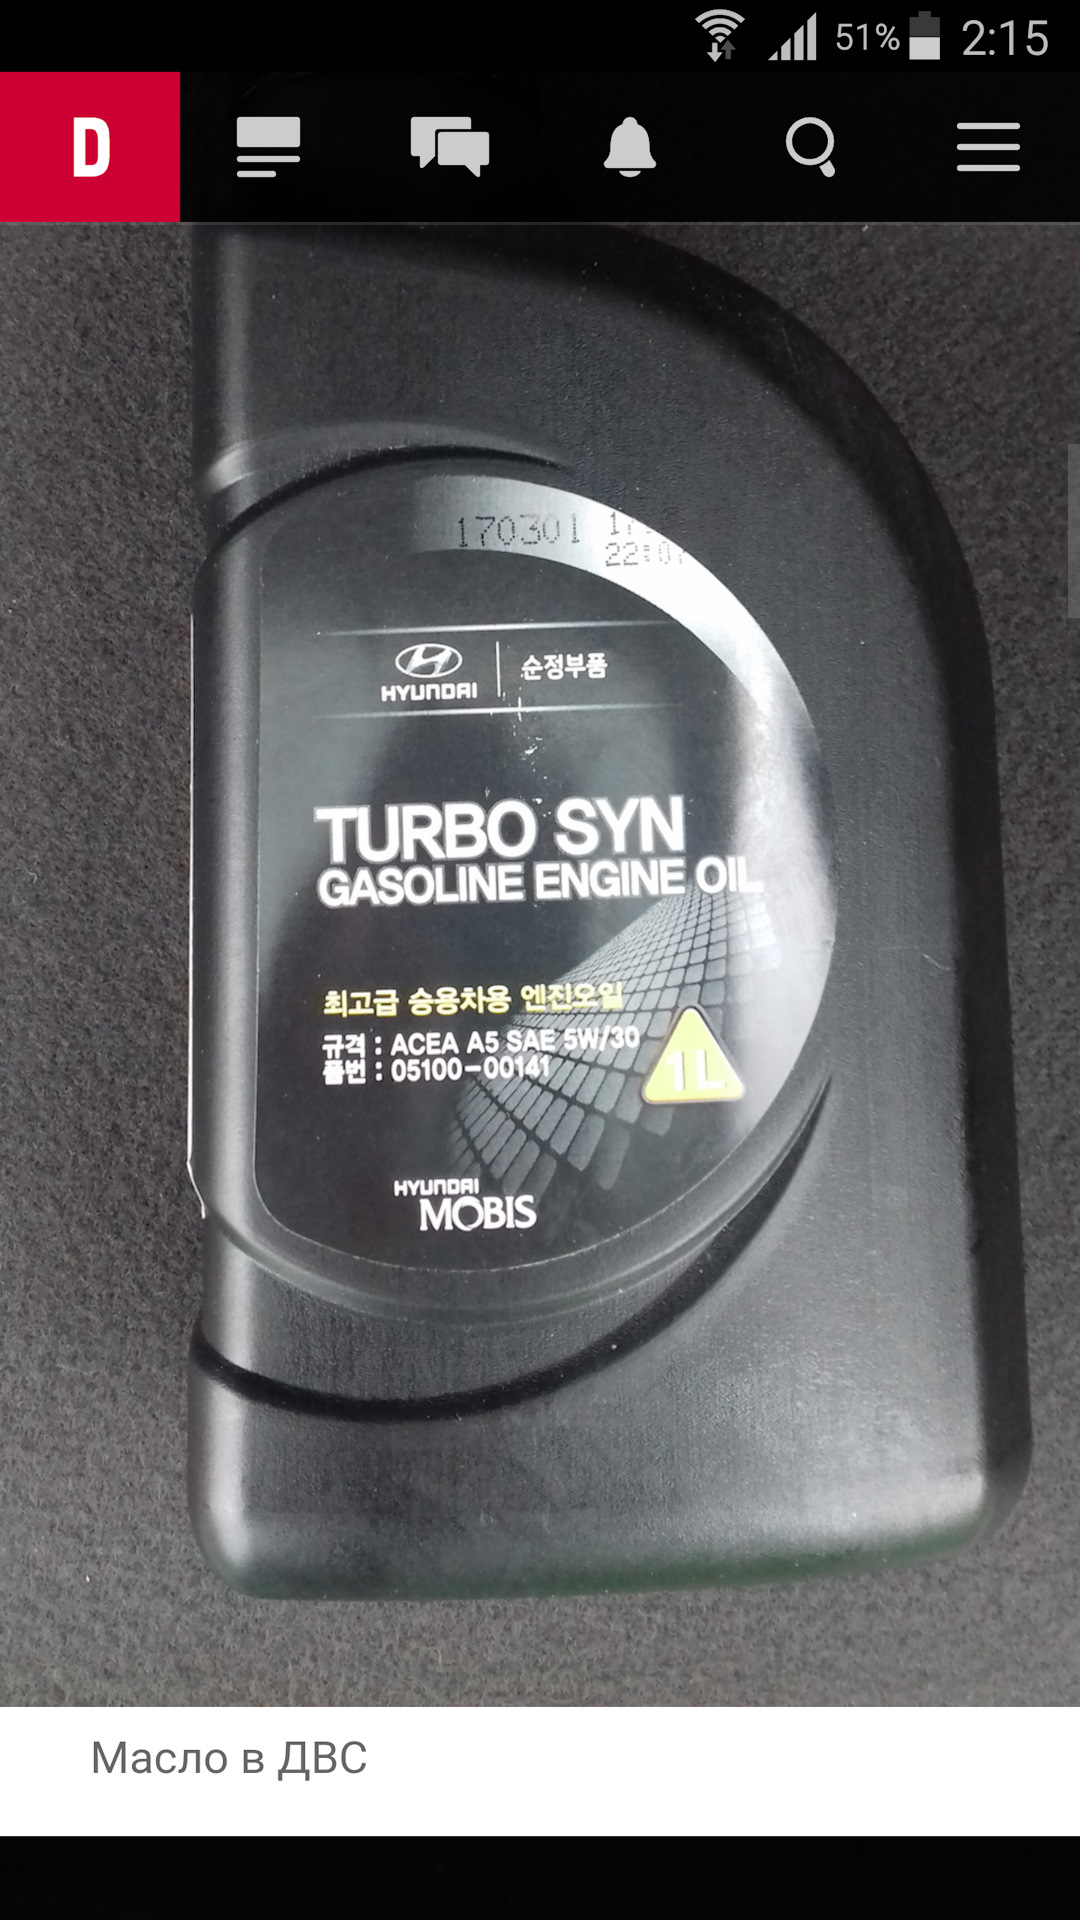 51% 2:15
D
170301
22:07
HYUNDAI 순정부품
TURBO SYN
GASOLINE ENGINE OIL
최고급 승용차용 엔진오일
규격 : ACEA A5 SAE 5W/30
품번 : 05100-00141
1L
HYUNDAI
MOBIS
Масло в ДВС